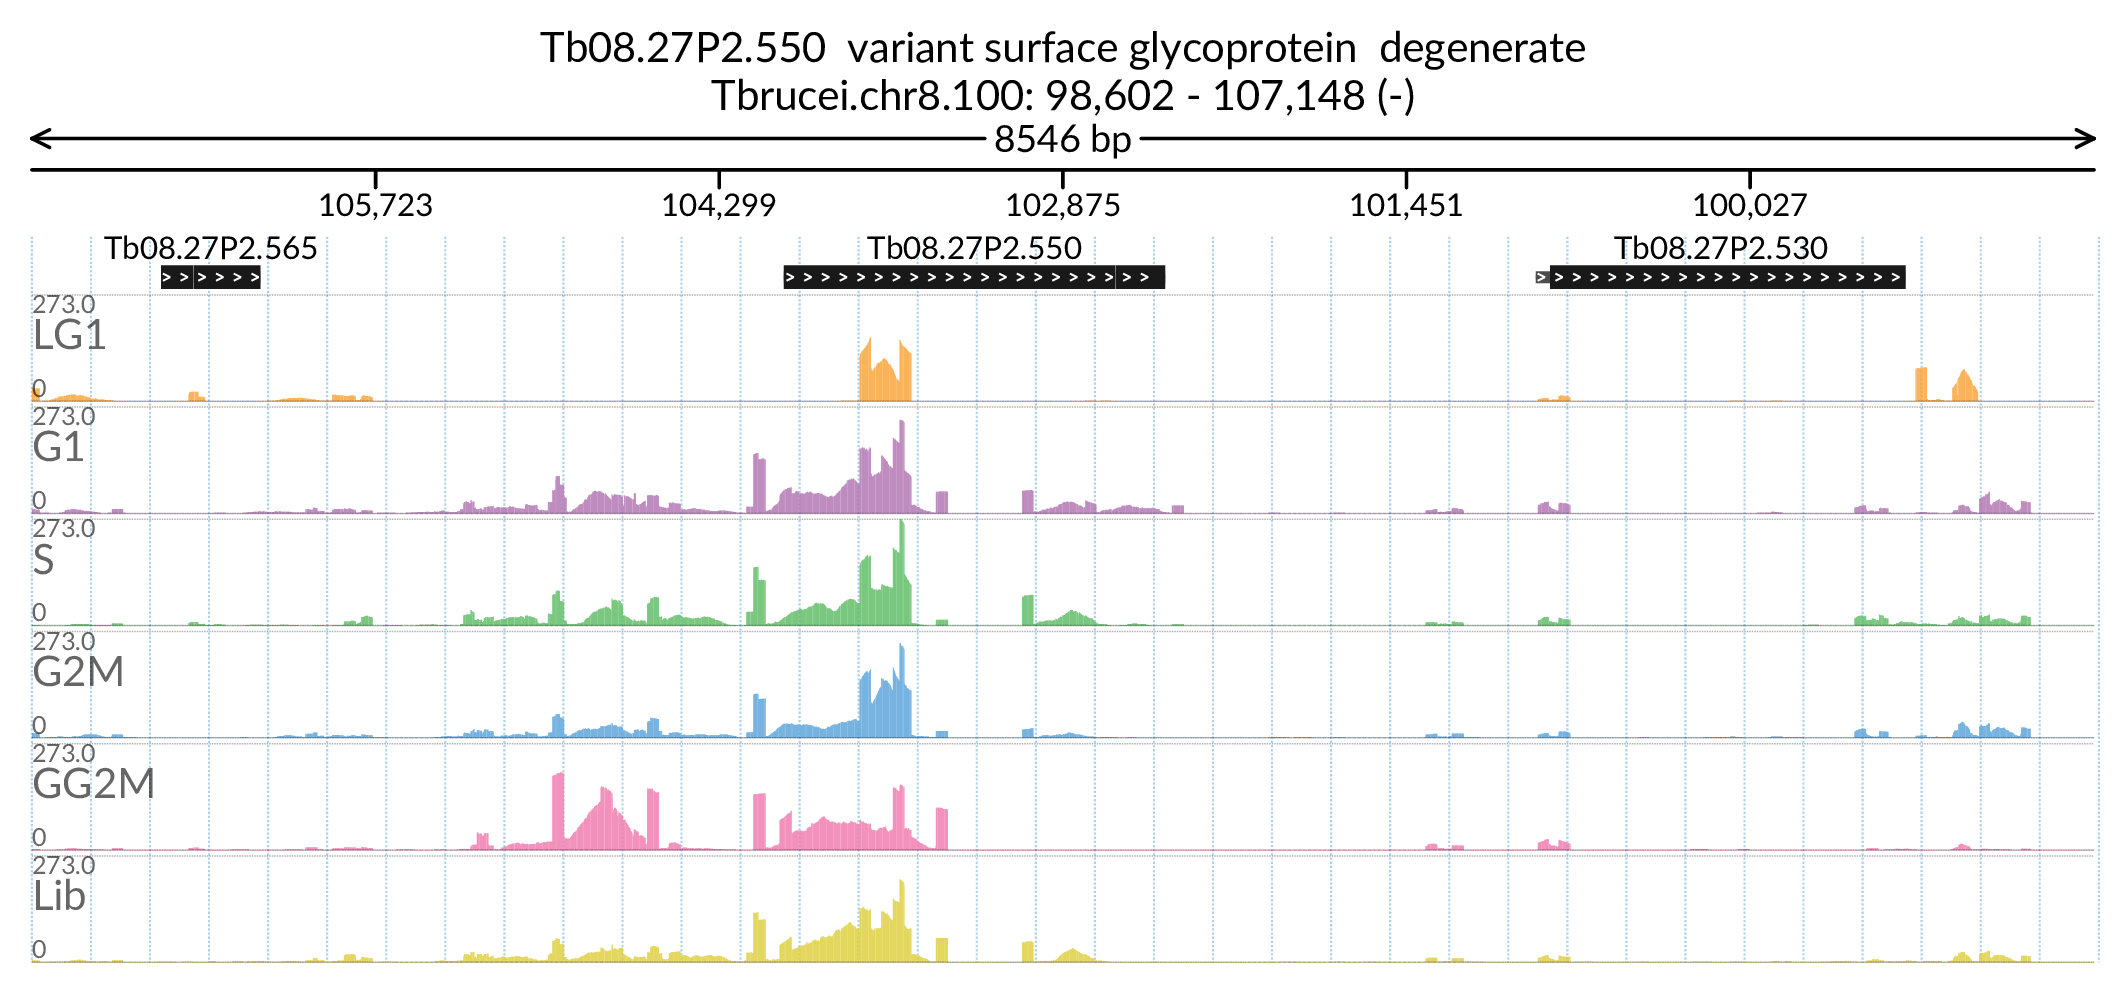 Tb08.27P2.550 variant surface glycoprotein degenerate
Tbrucei.chr8.100: 98,602 - 107,148 (-)
8546 bp
105,723 104,299 102,875 101,451 100,027
Tb08.27P2.565 Tb08.27P2.550 Tb08.27P2.530
273.0
LG1
0
273.0
G1
0
273.0
S
0
273.0
G2M
0
273.0
GG2M
0
273.0
Lib
0